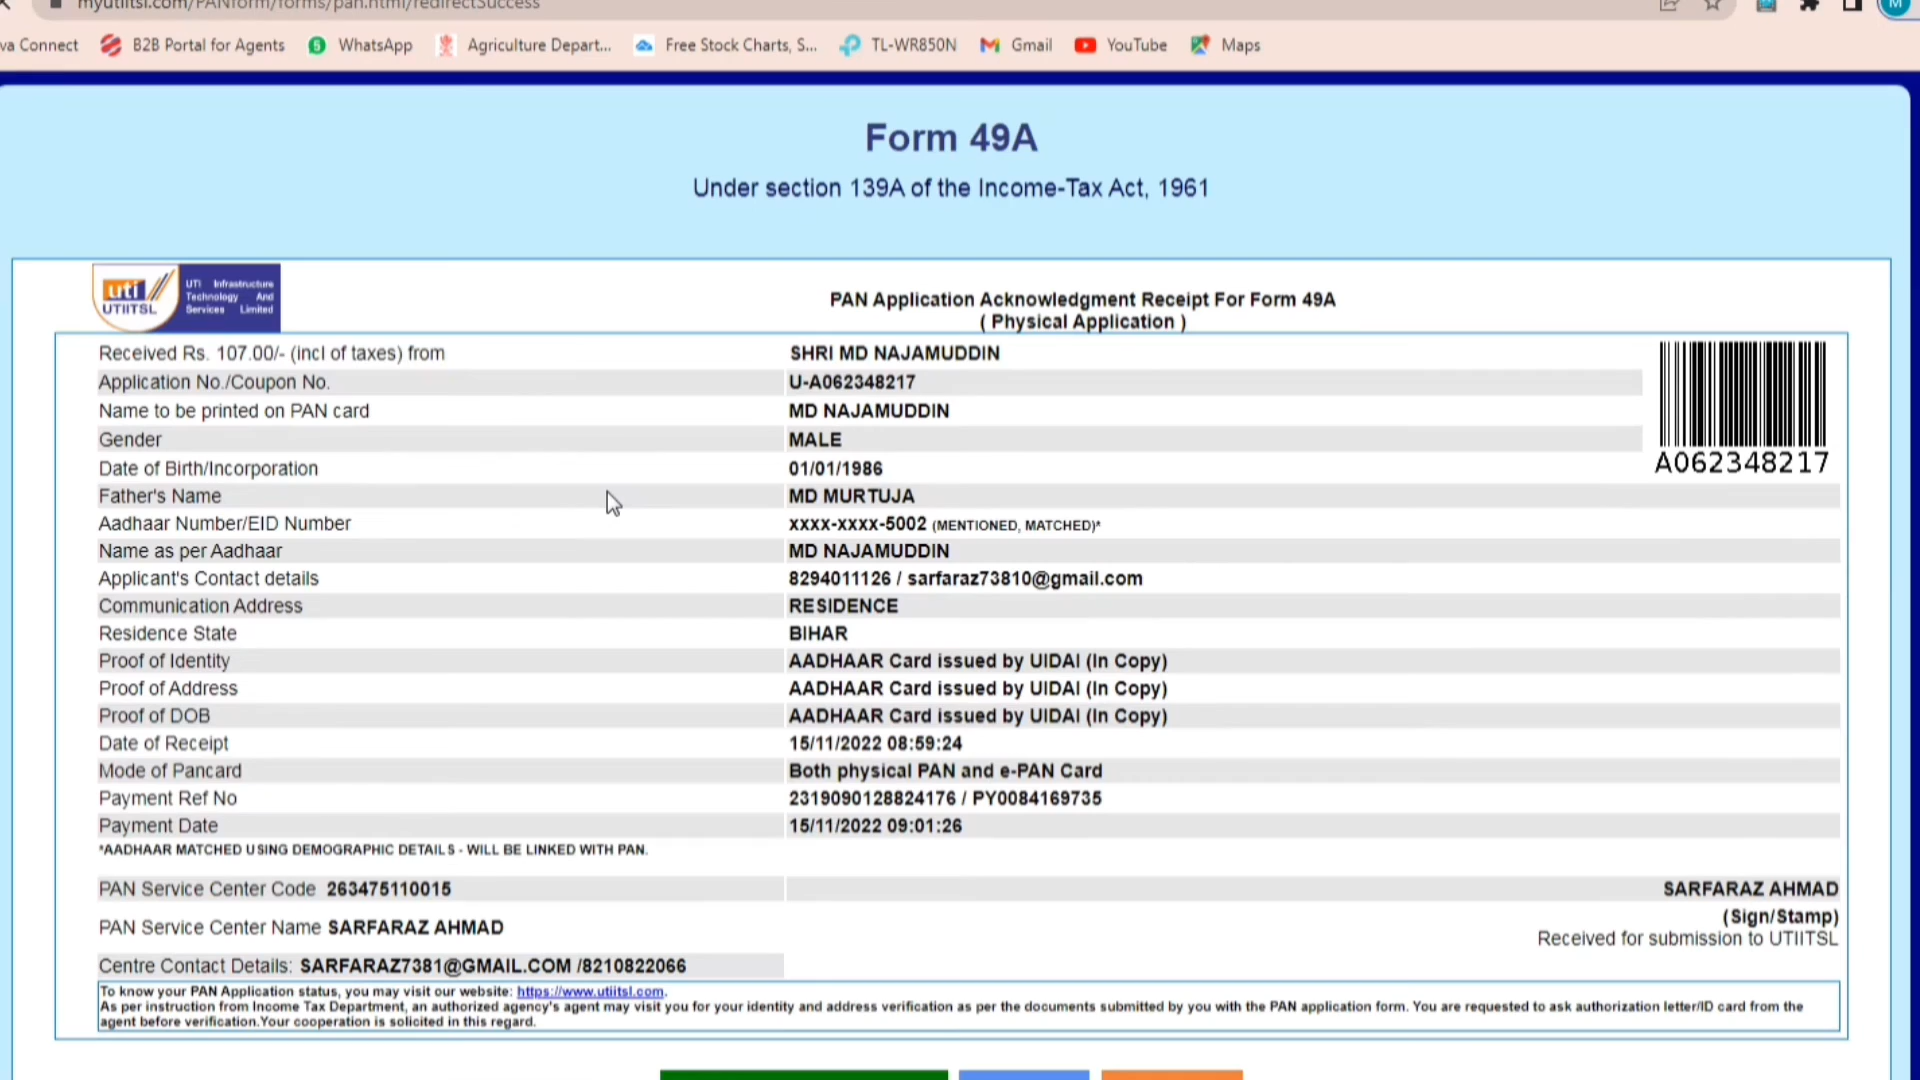 myutiitsl.com/PANform/forms/pan.html/redirectSuccess
va Connect B2B Portal for Agents WhatsApp Agriculture Depart... Free Stock Charts, S... TL-WR850N Gmail YouTube Maps
Form 49A
Under section 139A of the Income-Tax Act, 1961
uti UTIITSL
UTI Infrastructure
Technology And
Services Limited
PAN Application Acknowledgment Receipt For Form 49A
( Physical Application )
Received Rs. 107.00/- (incl of taxes) from SHRI MD NAJAMUDDIN
Application No./Coupon No. U-A062348217
Name to be printed on PAN card MD NAJAMUDDIN
Gender MALE
Date of Birth/Incorporation 01/01/1986
A062348217
Father's Name MD MURTUJA
Aadhaar Number/EID Number xxxx-xxxx-5002 (MENTIONED, MATCHED)*
Name as per Aadhaar MD NAJAMUDDIN
Applicant's Contact details 8294011126 / sarfaraz73810@gmail.com
Communication Address RESIDENCE
Residence State BIHAR
Proof of Identity AADHAAR Card issued by UIDAI (In Copy)
Proof of Address AADHAAR Card issued by UIDAI (In Copy)
Proof of DOB AADHAAR Card issued by UIDAI (In Copy)
Date of Receipt 15/11/2022 08:59:24
Mode of Pancard Both physical PAN and e-PAN Card
Payment Ref No 2319090128824176 / PY0084169735
Payment Date 15/11/2022 09:01:26
*AADHAAR MATCHED USING DEMOGRAPHIC DETAILS - WILL BE LINKED WITH PAN.
PAN Service Center Code 263475110015 SARFARAZ AHMAD
(Sign/Stamp)
PAN Service Center Name SARFARAZ AHMAD
Received for submission to UTIITSL
Centre Contact Details: SARFARAZ7381@GMAIL.COM /8210822066
To know your PAN Application status, you may visit our website: https://www.utiitsl.com.
As per instruction from Income Tax Department, an authorized agency's agent may visit you for your identity and address verification as per the documents submitted by you with the PAN application form. You are requested to ask authorization letter/ID card from the
agent before verification.Your cooperation is solicited in this regard.